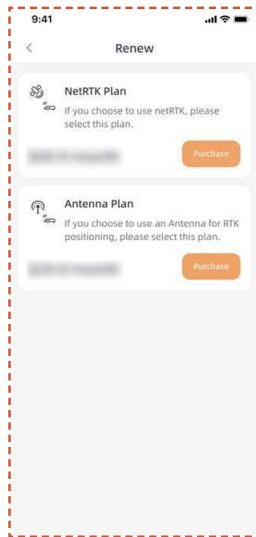 9:41
Renew
NetRTK Plan
If you choose to use netRTK, please
select this plan.
Purchase
Antenna Plan
If you choose to use an Antenna for RTK
positioning, please select this plan.
Purchase